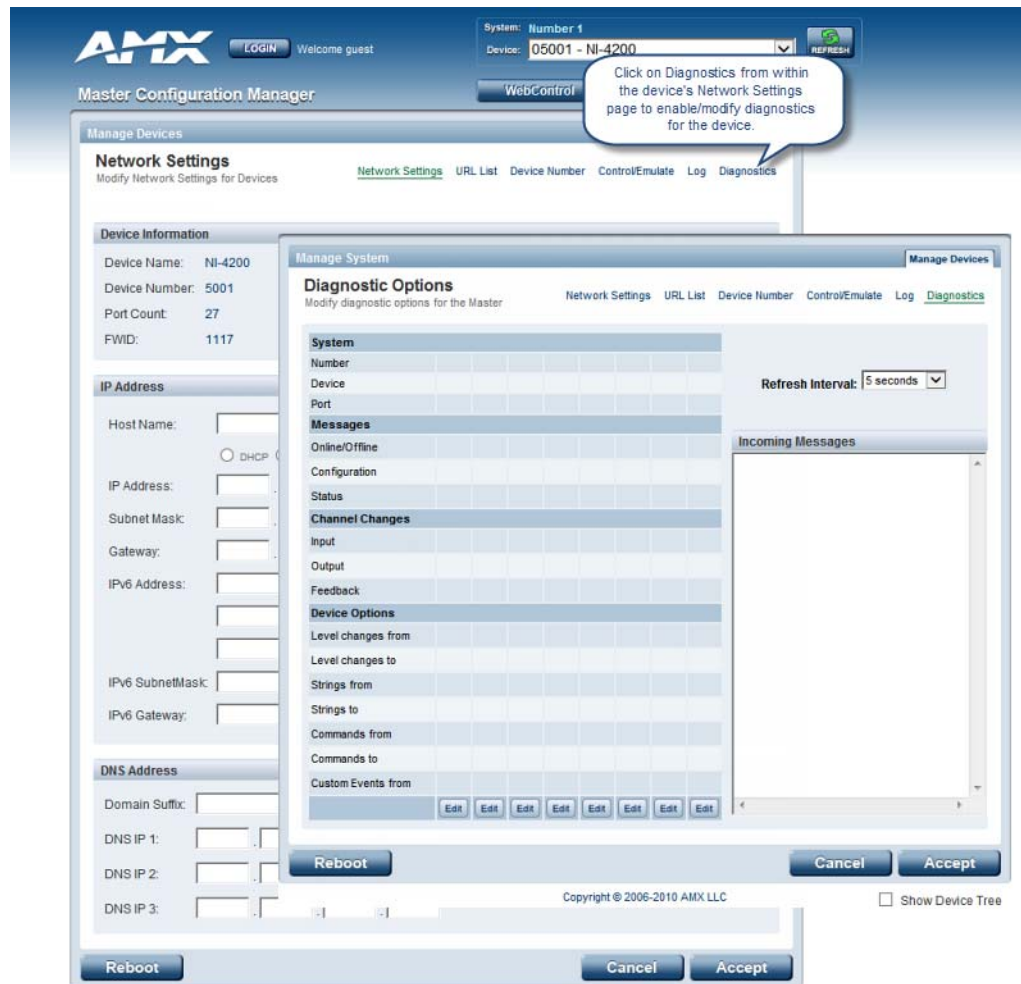 AMX LOGIN Welcome guest
System: Number 1
Device: 05001 - NI-4200
REFRESH
Master Configuration Manager
WebControl
Click on Diagnostics from within
the device's Network Settings
page to enable/modify diagnostics
for the device.
Manage Devices
Network Settings
Modify Network Settings for Devices
Network Settings URL List Device Number Control/Emulate Log Diagnostics
Device Information
Device Name: NI-4200
Device Number: 5001
Port Count: 27
FWID: 1117
IP Address
Host Name:
DHCP
IP Address:
Subnet Mask:
Gateway:
IPv6 Address:
IPv6 SubnetMask:
IPv6 Gateway:
DNS Address
Domain Suffix:
DNS IP 1:
DNS IP 2:
DNS IP 3:
Reboot Cancel Accept
Manage System
Manage Devices
Diagnostic Options
Modify diagnostic options for the Master
Network Settings URL List Device Number Control/Emulate Log Diagnostics
System
Number
Device
Port
Messages
Online/Offline
Configuration
Status
Channel Changes
Input
Output
Feedback
Device Options
Level changes from
Level changes to
Strings from
Strings to
Commands from
Commands to
Custom Events from
Edit Edit Edit Edit Edit Edit Edit Edit
Refresh Interval: 5 seconds
Incoming Messages
Reboot Cancel Accept
Copyright © 2006-2010 AMX LLC
Show Device Tree